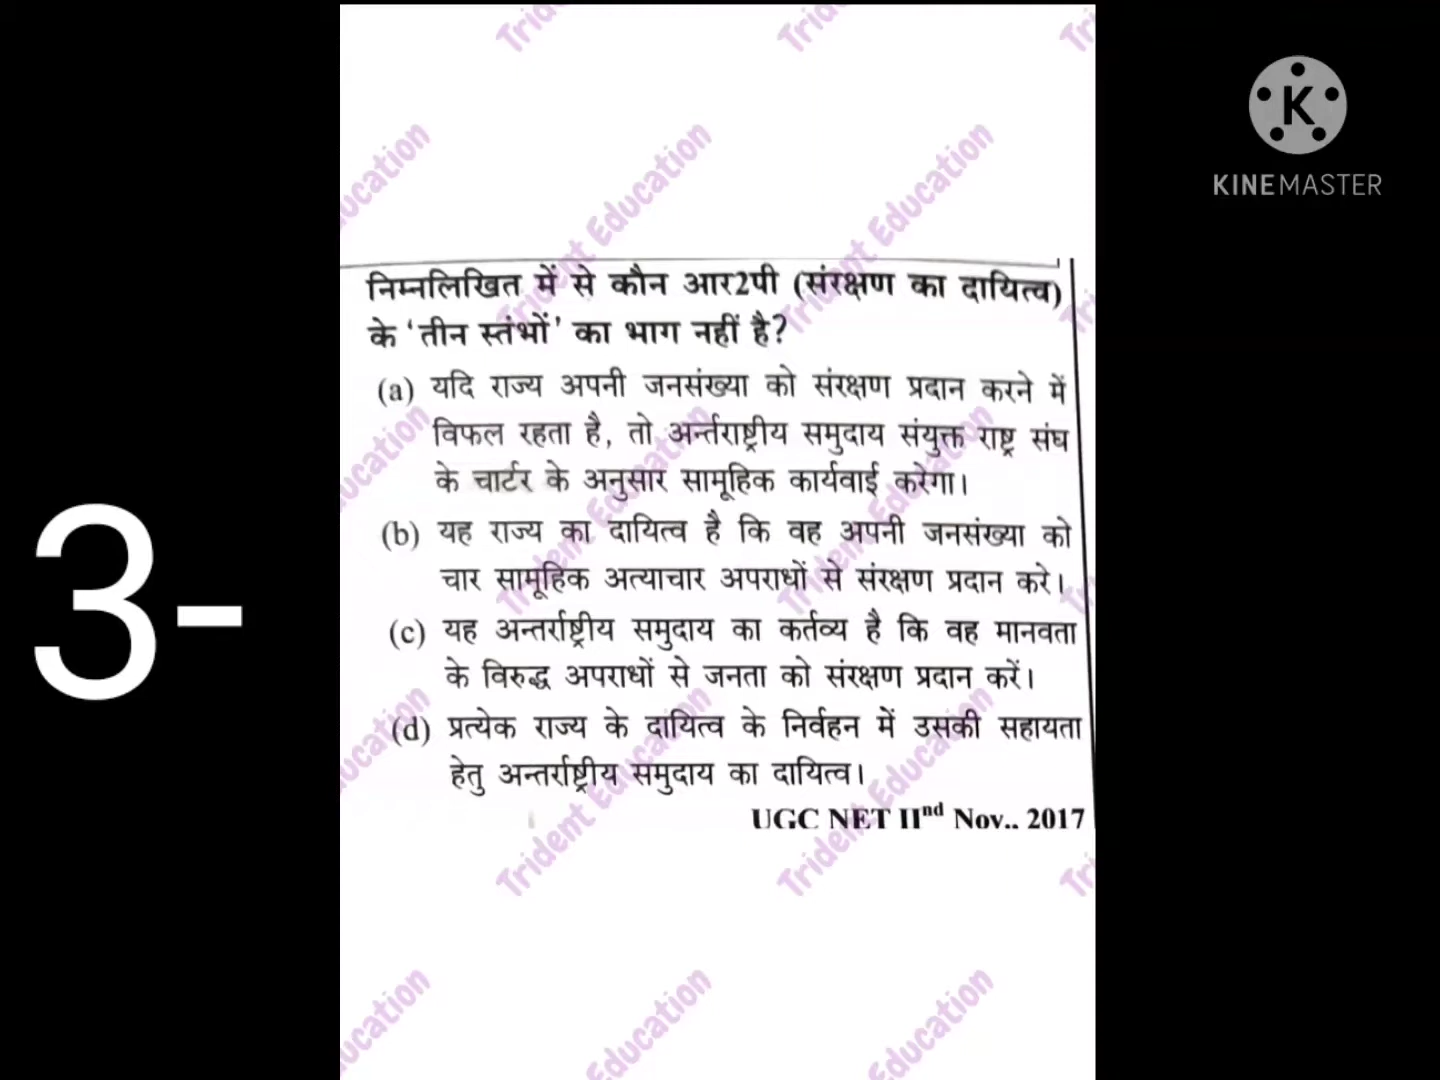 KINEMASTER
3-
निम्नलिखित में से कौन आर2पी (संरक्षण का दायित्व)
के 'तीन स्तंभों' का भाग नहीं है?
(a) यदि राज्य अपनी जनसंख्या को संरक्षण प्रदान करने में
विफल रहता है, तो अर्न्तराष्ट्रीय समुदाय संयुक्त राष्ट्र संघ
के चार्टर के अनुसार सामूहिक कार्यवाई करेगा।
(b) यह राज्य का दायित्व है कि वह अपनी जनसंख्या को
चार सामूहिक अत्याचार अपराधों से संरक्षण प्रदान करे।
(c) यह अन्तर्राष्ट्रीय समुदाय का कर्तव्य है कि वह मानवता
के विरुद्ध अपराधों से जनता को संरक्षण प्रदान करें।
(d) प्रत्येक राज्य के दायित्व के निर्वहन में उसकी सहायता
हेतु अन्तर्राष्ट्रीय समुदाय का दायित्व।
UGC NET IInd Nov.. 2017
Trident Education